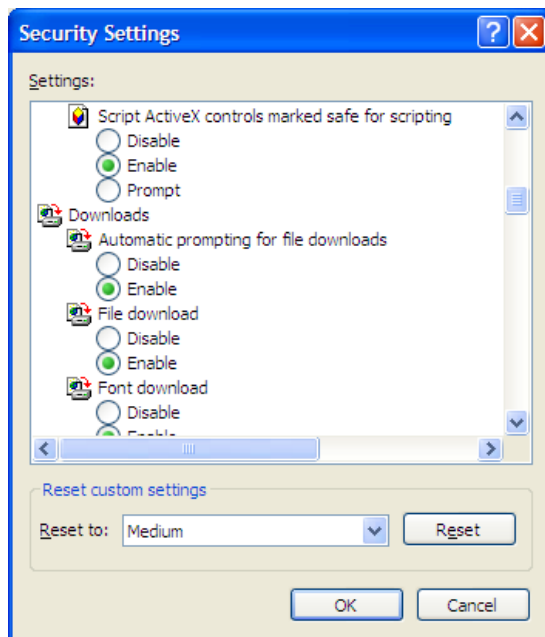 Security Settings
Settings:
Script ActiveX controls marked safe for scripting
Disable
Enable
Prompt
Downloads
Automatic prompting for file downloads
Disable
Enable
File download
Disable
Enable
Font download
Disable
Enable
Reset custom settings
Reset to: Medium Reset
OK Cancel